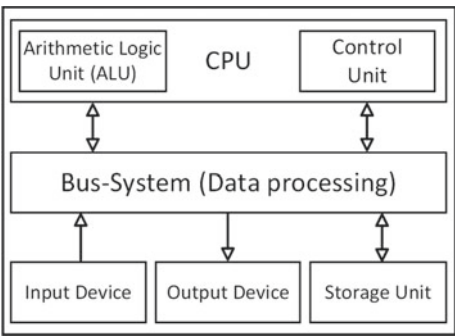 Arithmetic Logic
Unit (ALU)
CPU
Control
Unit
Bus-System (Data processing)
Input Device
Output Device
Storage Unit